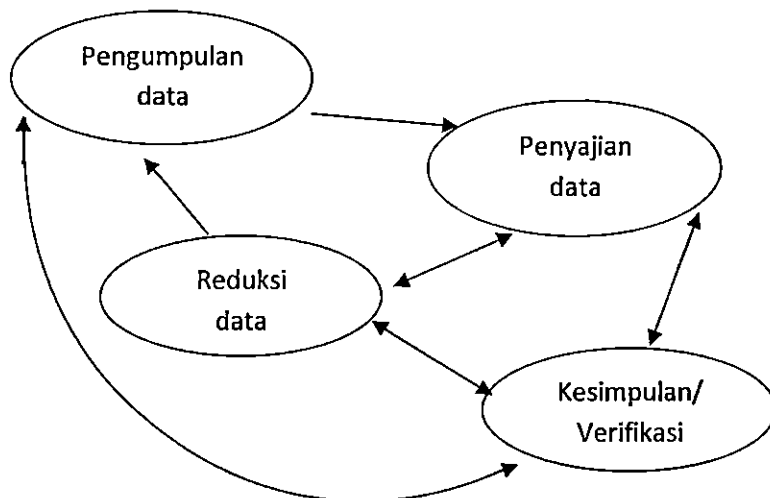 Pengumpulan
data
Penyajian
data
Reduksi
data
Kesimpulan/
Verifikasi